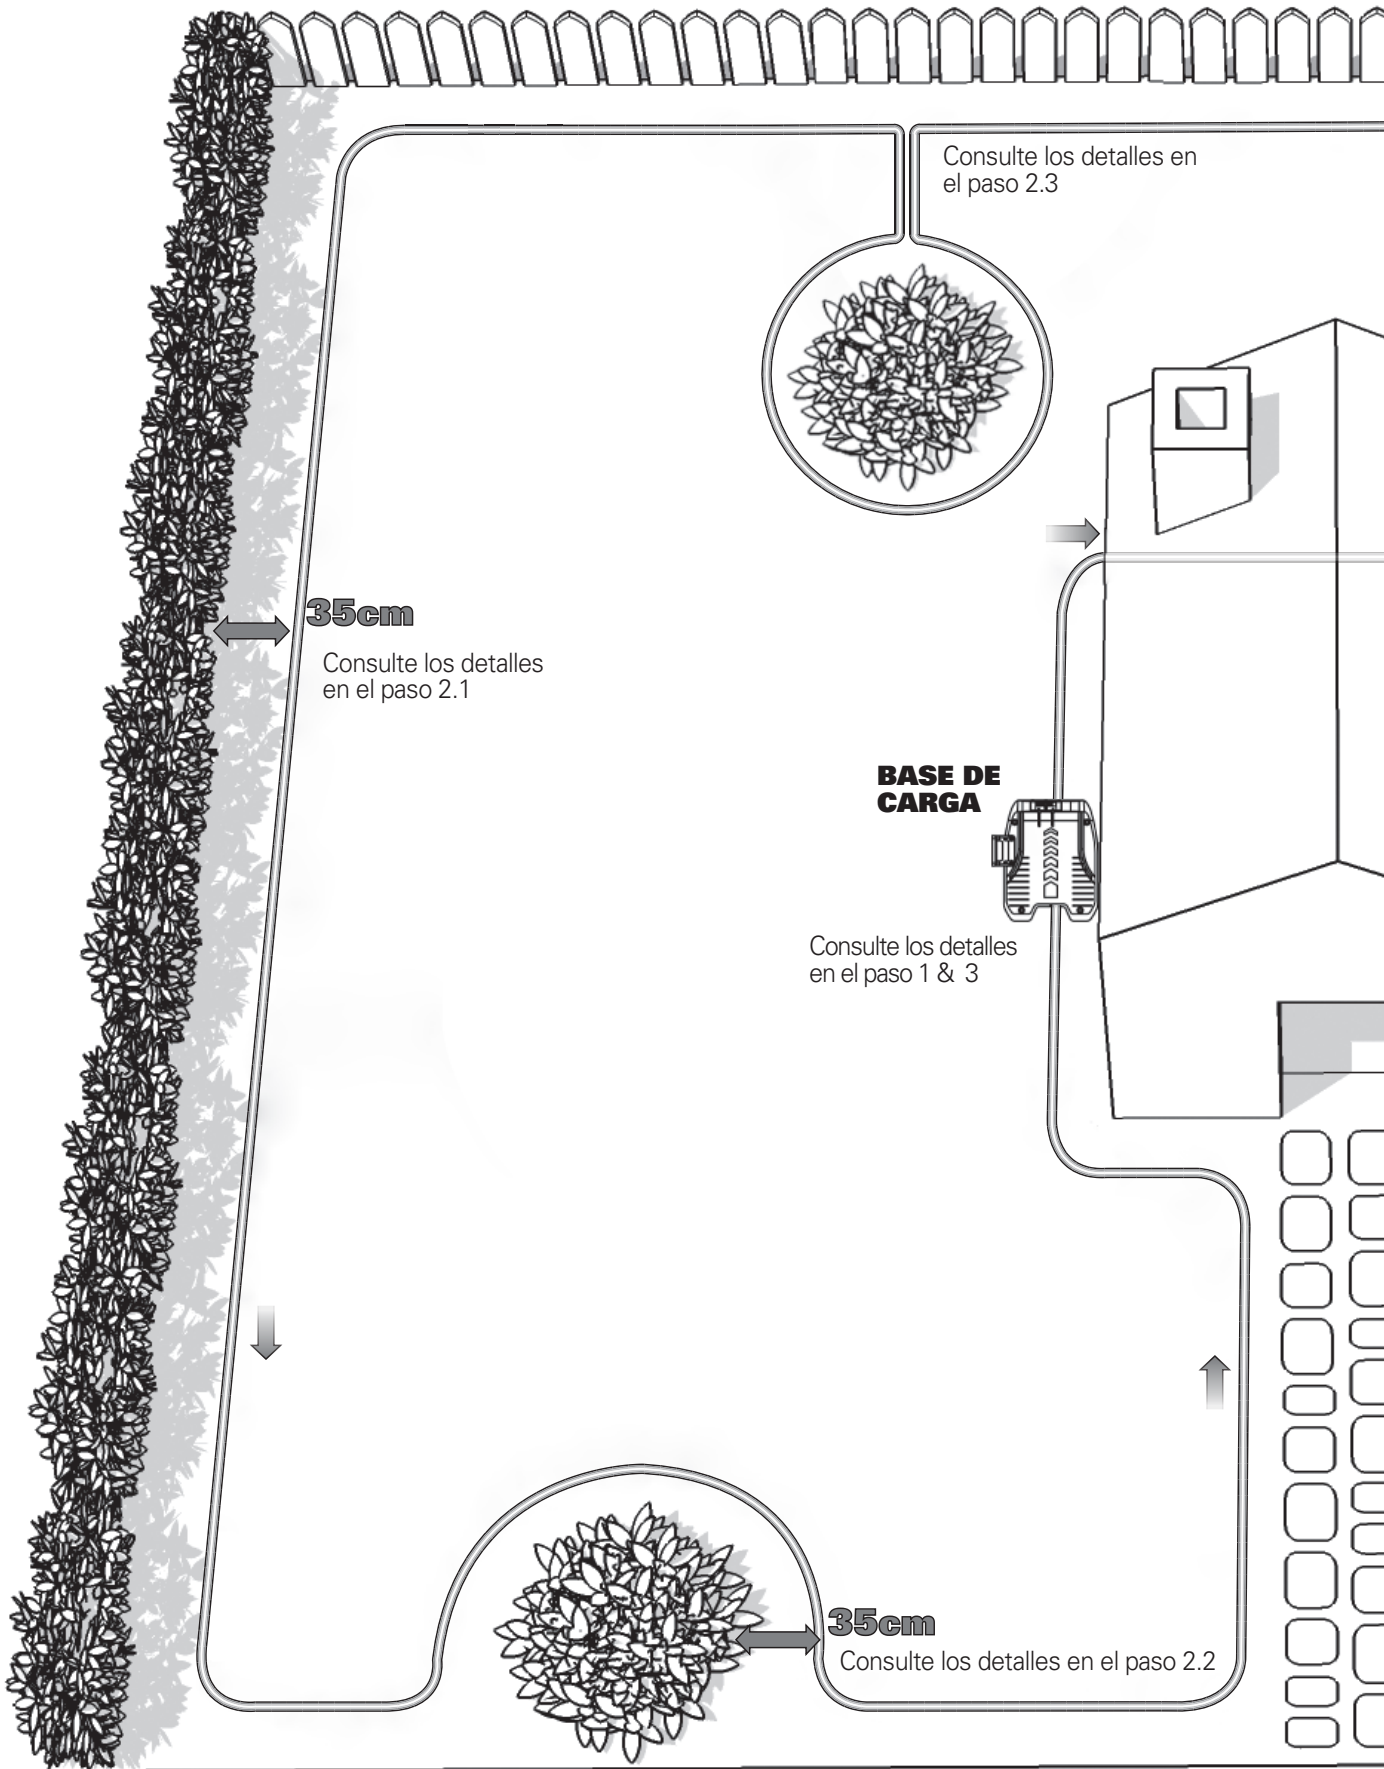 Consulte los detalles en
el paso 2.3
35cm
Consulte los detalles
en el paso 2.1
BASE DE
CARGA
Consulte los detalles
en el paso 1 & 3
35cm
Consulte los detalles en el paso 2.2